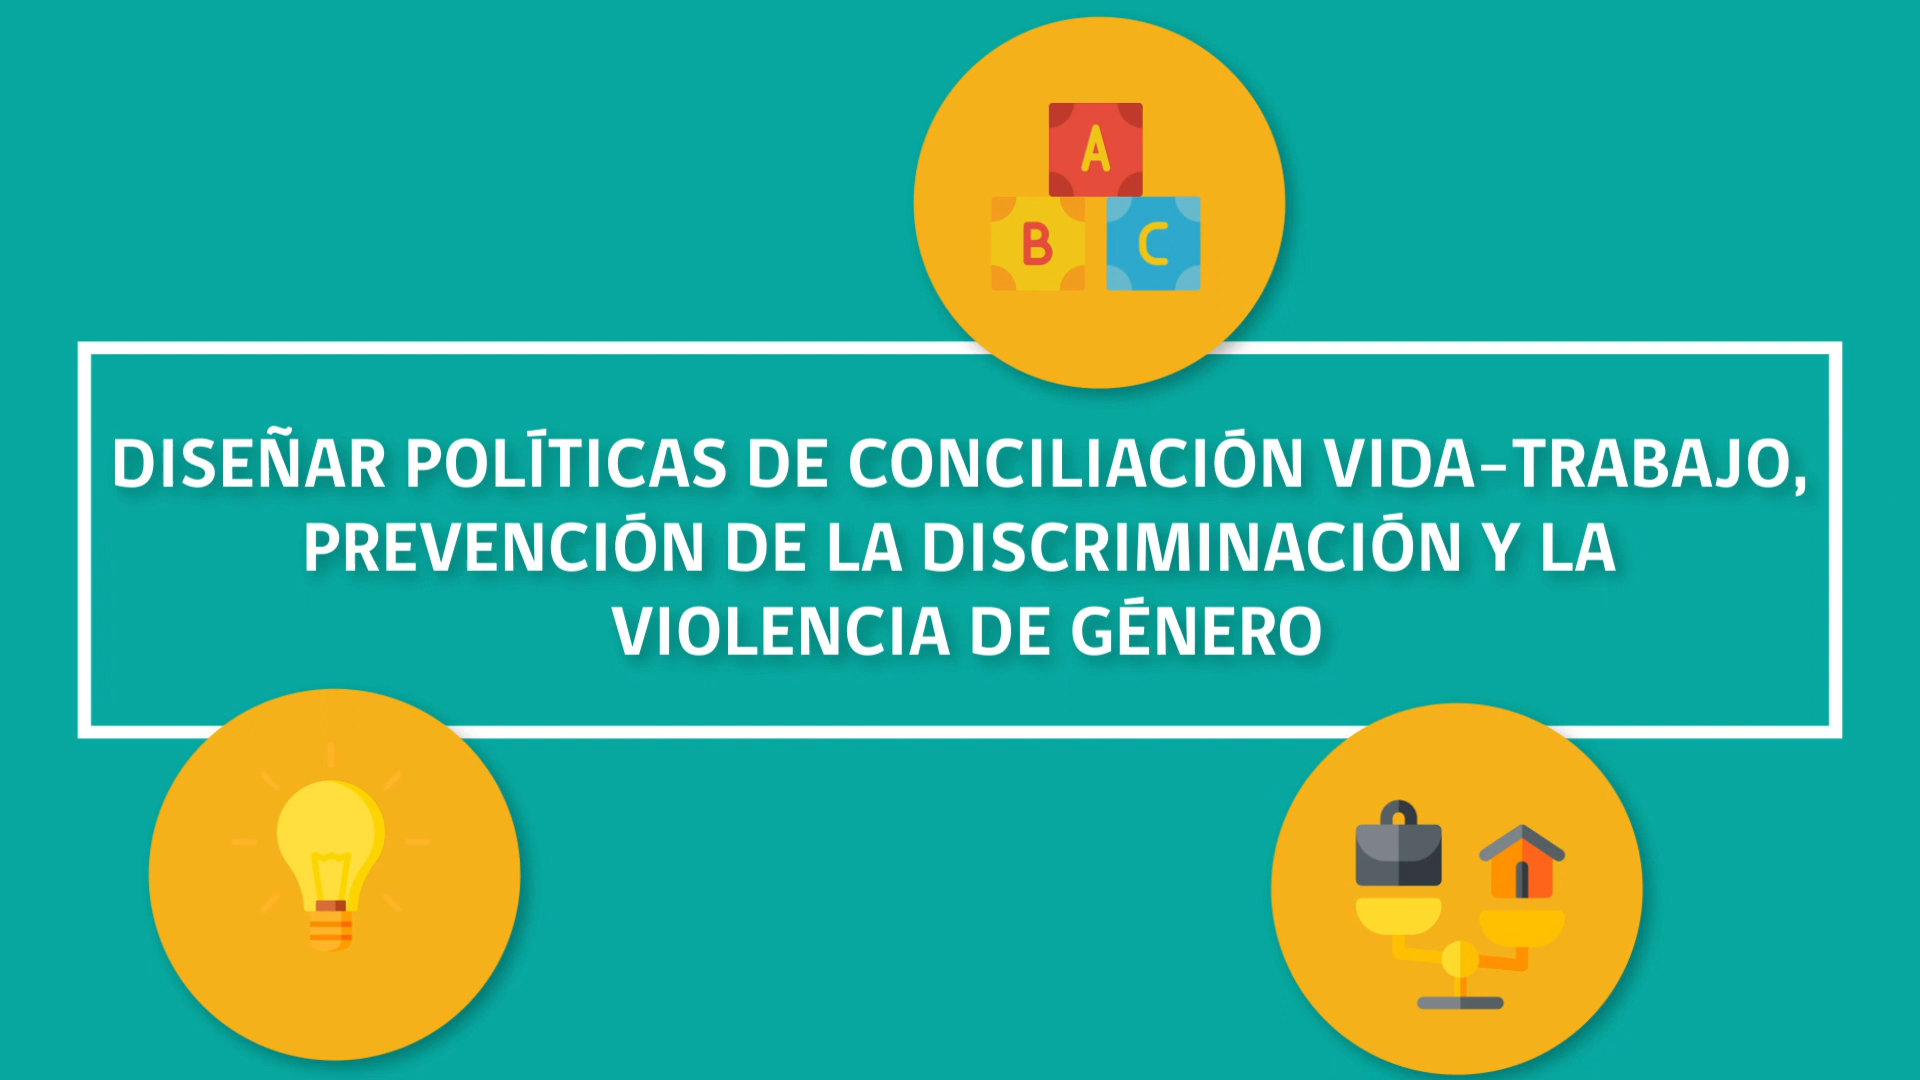 A
B C
DISEÑAR POLÍTICAS DE CONCILIACIÓN VIDA-TRABAJO,
PREVENCIÓN DE LA DISCRIMINACIÓN Y LA
VIOLENCIA DE GÉNERO